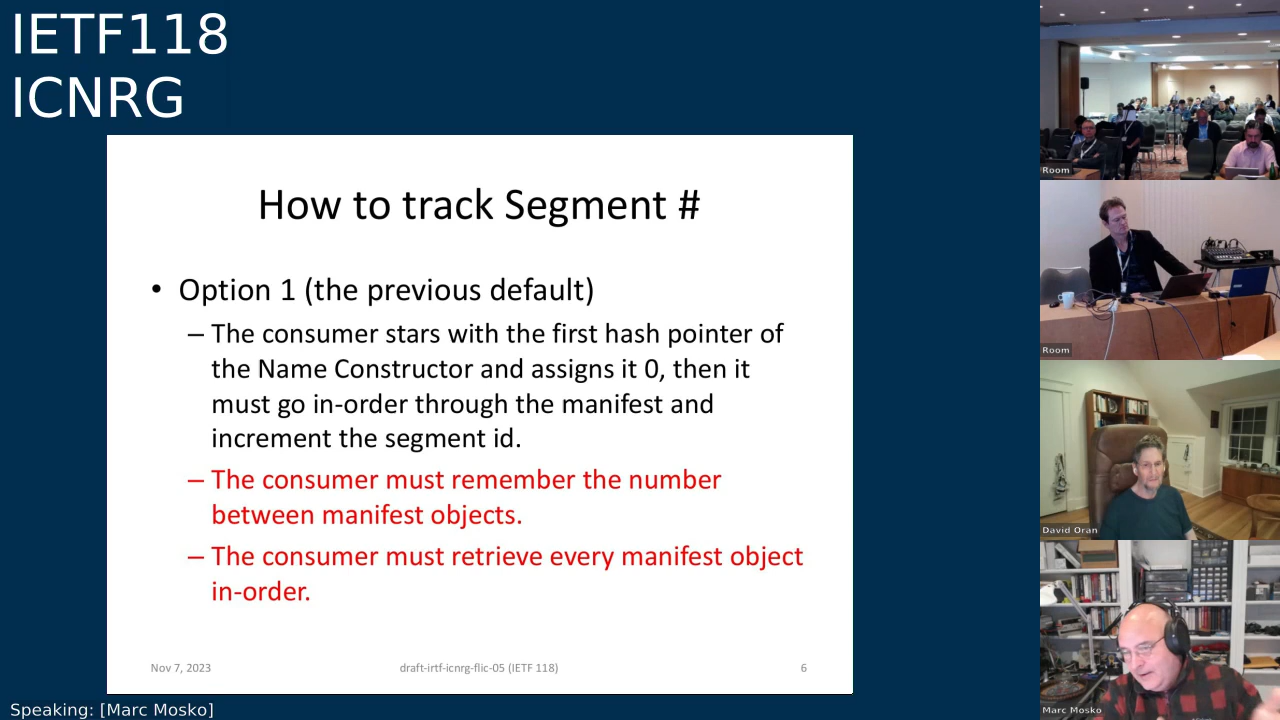 IETF118
ICNRG
How to track Segment #
• Option 1 (the previous default)
– The consumer stars with the first hash pointer of
the Name Constructor and assigns it 0, then it
must go in-order through the manifest and
increment the segment id.
– The consumer must remember the number
between manifest objects.
– The consumer must retrieve every manifest object
in-order.
Nov 7, 2023
draft-irtf-icnrg-flic-05 (IETF 118)
6
Speaking: [Marc Mosko]
Room
Room
David Oran
Marc Mosko